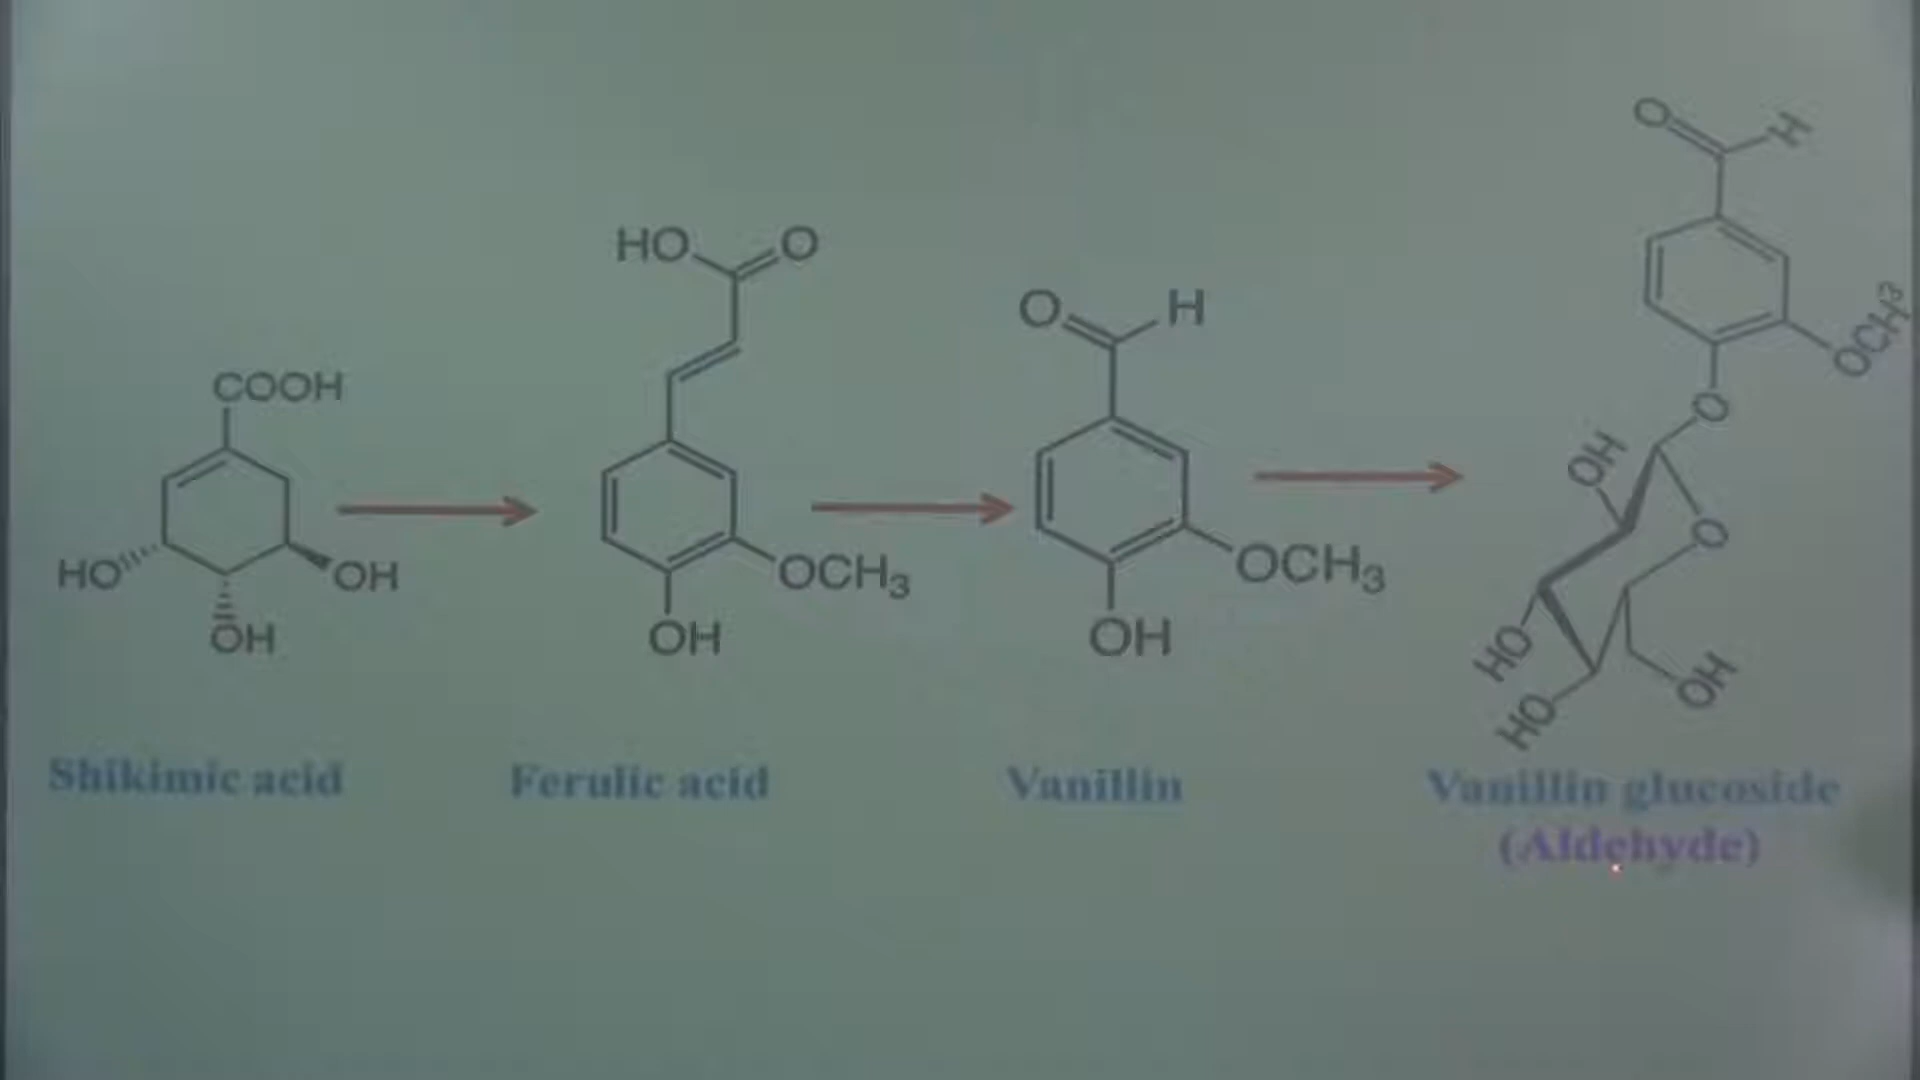 COOH
HO
OH
OH
HO
O
OCH3
OH
O
H
OCH3
OH
O
H
OCH3
O
OH
O
HO
HO
OH
Shikimic acid
Ferulic acid
Vanillin
Vanillin glucoside
(Aldehyde)